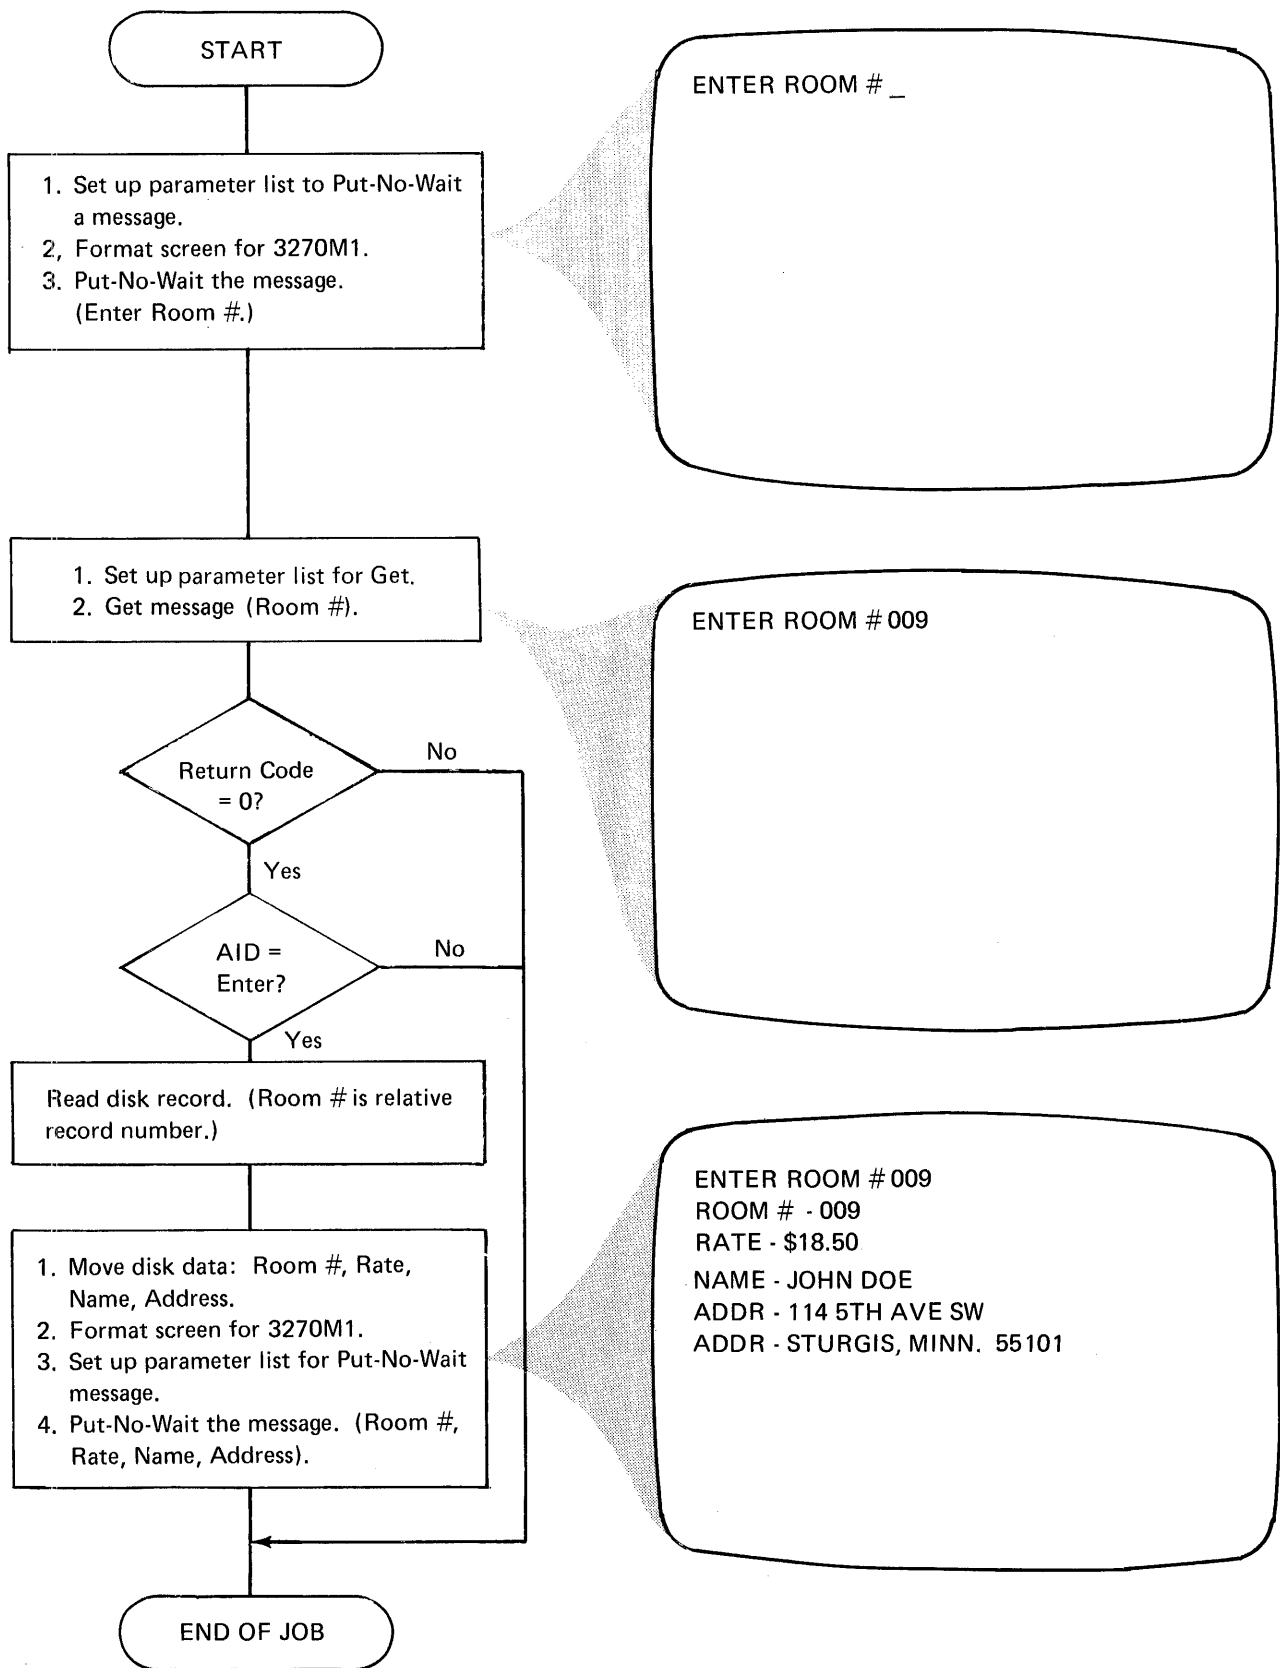 START
ENTER ROOM # _
1. Set up parameter list to Put-No-Wait
a message.
2, Format screen for 3270M1.
3. Put-No-Wait the message.
(Enter Room #.)
1. Set up parameter list for Get.
2. Get message (Room #).
ENTER ROOM # 009
Return Code
= 0?
No
Yes
AID =
Enter?
No
Yes
Read disk record. (Room # is relative
record number.)
1. Move disk data: Room #, Rate,
Name, Address.
2. Format screen for 3270M1.
3. Set up parameter list for Put-No-Wait
message.
4. Put-No-Wait the message. (Room #,
Rate, Name, Address).
ENTER ROOM # 009
ROOM # - 009
RATE - $18.50
NAME - JOHN DOE
ADDR - 114 5TH AVE SW
ADDR - STURGIS, MINN. 55101
END OF JOB